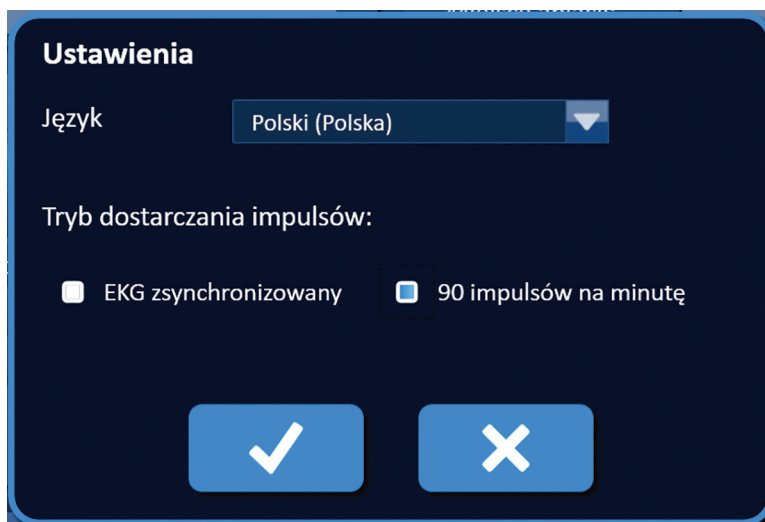 Ustawienia
Język
Polski (Polska)
Tryb dostarczania impulsów:
EKG zsynchronizowany
90 impulsów na minutę